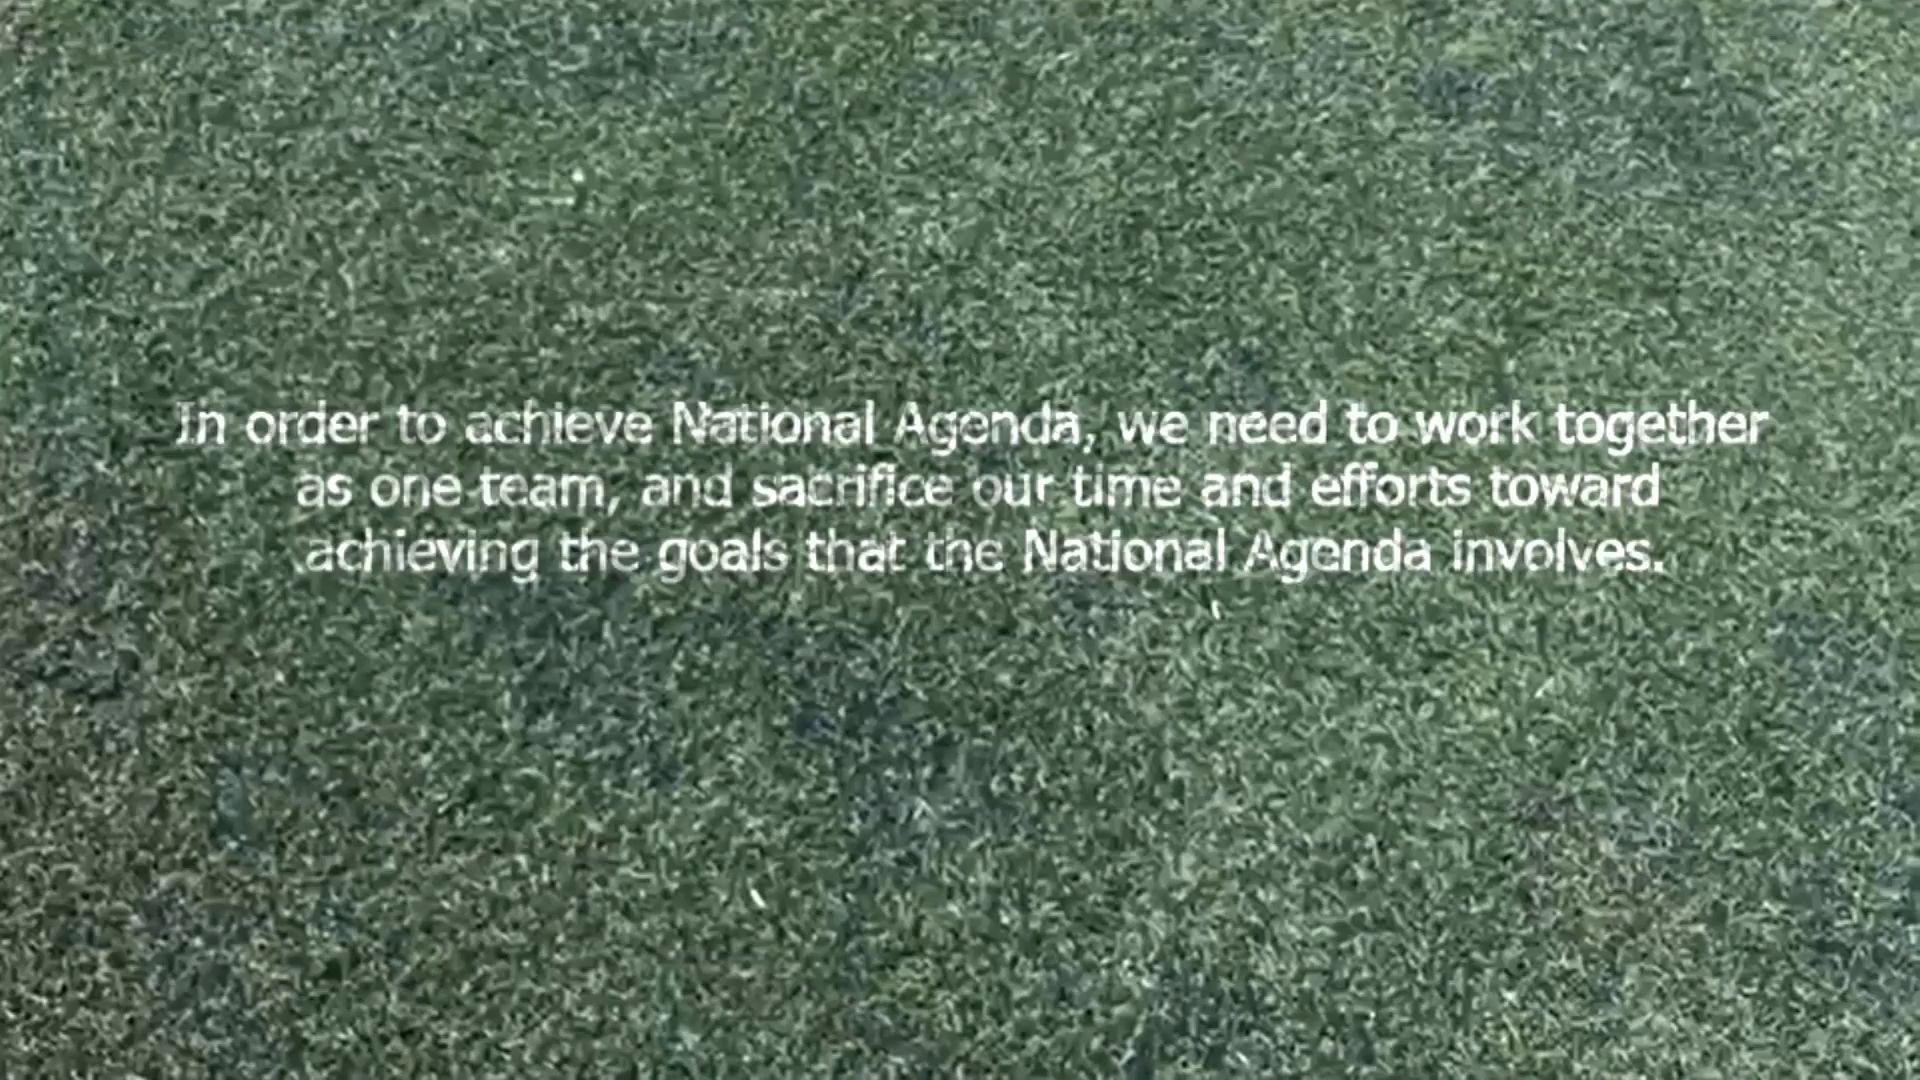 In order to achieve National Agenda, we need to work together
as one team, and sacrifice our time and efforts toward
achieving the goals that the National Agenda involves.